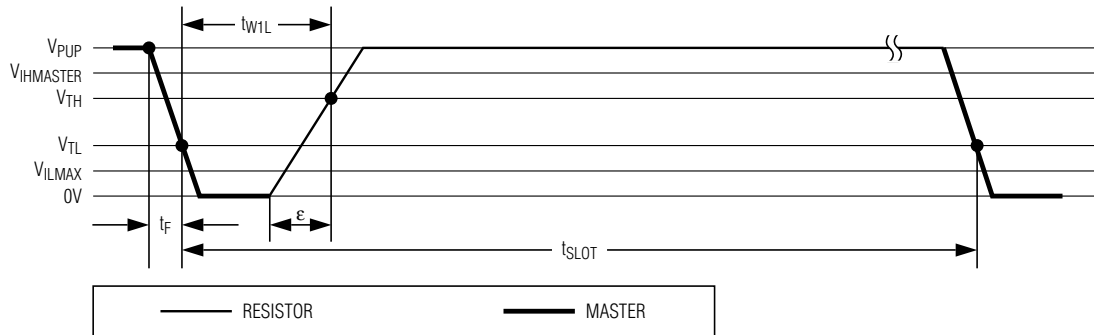 tW1L
VPUP
VIHMASTER
VTH
VTL
VILMAX
0V
tF
ε
tSLOT
RESISTOR MASTER